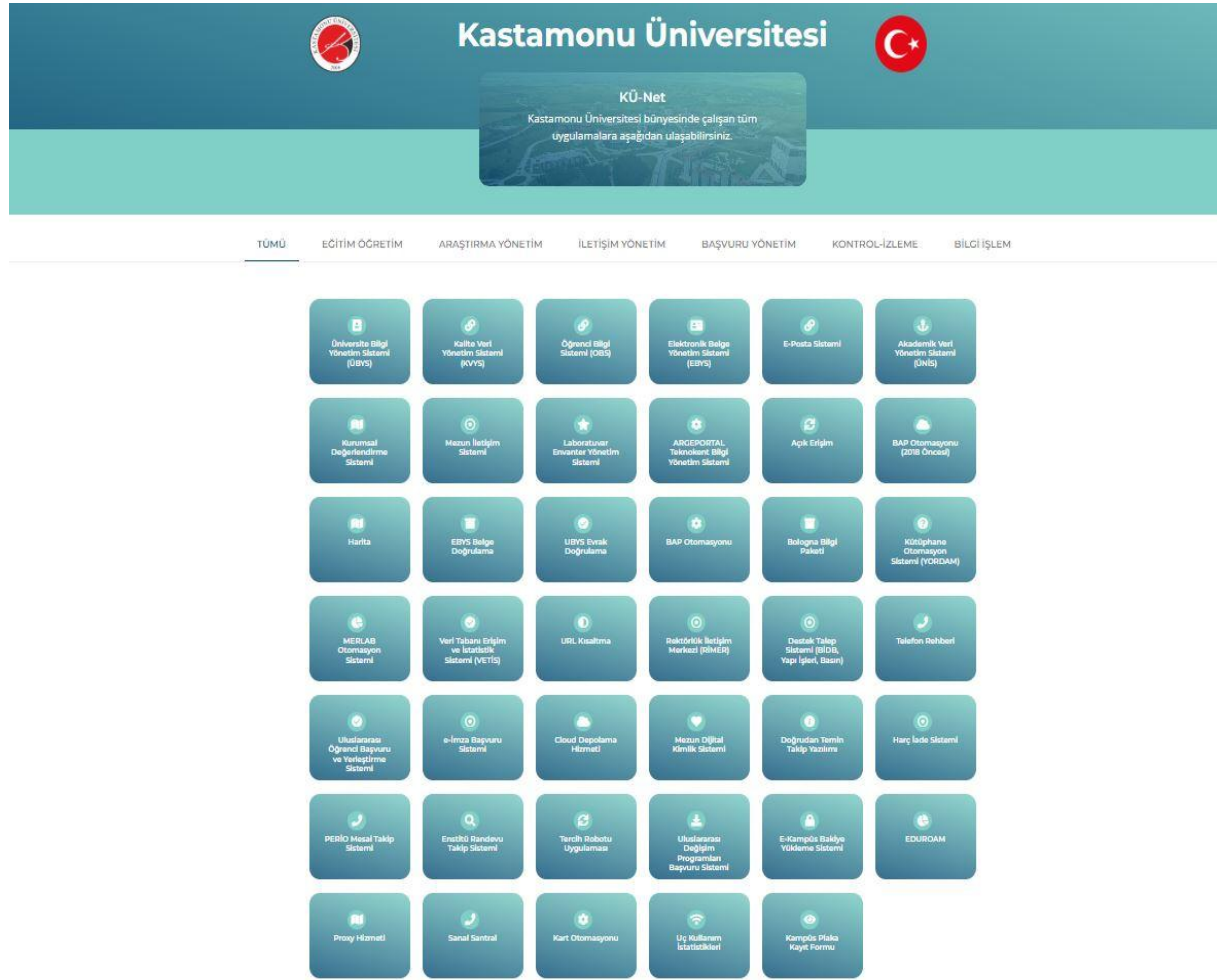 KASTAMONU ÜNİVERSİTESİ
2006
Kastamonu Üniversitesi
KÜ-Net
Kastamonu Üniversitesi bünyesinde çalışan tüm
uygulamalara aşağıdan ulaşabilirsiniz.
TÜMÜ
EĞİTİM ÖĞRETİM
ARAŞTIRMA YÖNETİM
İLETİŞİM YÖNETİM
BAŞVURU YÖNETİM
KONTROL-İZLEME
BİLGİ İŞLEM
Üniversite Bilgi
Yönetim Sistemi
(ÜBYS)
Kalite Veri
Yönetim Sistemi
(KVYS)
Öğrenci Bilgi
Sistemi (OBS)
Elektronik Belge
Yönetim Sistemi
(EBYS)
E-Posta Sistemi
Akademik Veri
Yönetim Sistemi
(ÜNİS)
Kurumsal
Değerlendirme
Sistemi
Mezun İletişim
Sistemi
Laboratuvar
Envanter Yönetim
Sistemi
ARGEPORTAL
Teknokent Bilgi
Yönetim Sistemi
Açık Erişim
BAP Otomasyonu
(2018 Öncesi)
Harita
EBYS Belge
Doğrulama
UBYS Evrak
Doğrulama
BAP Otomasyonu
Bologna Bilgi
Paketi
Kütüphane
Otomasyon
Sistemi (YORDAM)
MERLAB
Otomasyon
Sistemi
Veri Tabanı Erişim
ve İstatistik
Sistemi (VETİS)
URL Kısaltma
Rektörlük İletişim
Merkezi (RİMER)
Destek Talep
Sistemi (BİDB,
Yapı İşleri, Basın)
Telefon Rehberi
Uluslararası
Öğrenci Başvuru
ve Yerleştirme
Sistemi
e-İmza Başvuru
Sistemi
Cloud Depolama
Hizmeti
Mezun Dijital
Kimlik Sistemi
Doğrudan Temin
Takip Yazılımı
Harç İade Sistemi
PERİO Mesai Takip
Sistemi
Enstitü Randevu
Takip Sistemi
Tercih Robotu
Uygulaması
Uluslararası
Değişim
Programları
Başvuru Sistemi
E-Kampüs Bakiye
Yükleme Sistemi
EDUROAM
Proxy Hizmeti
Sanal Santral
Kart Otomasyonu
Uç Kullanım
İstatistikleri
Kampüs Plaka
Kayıt Formu